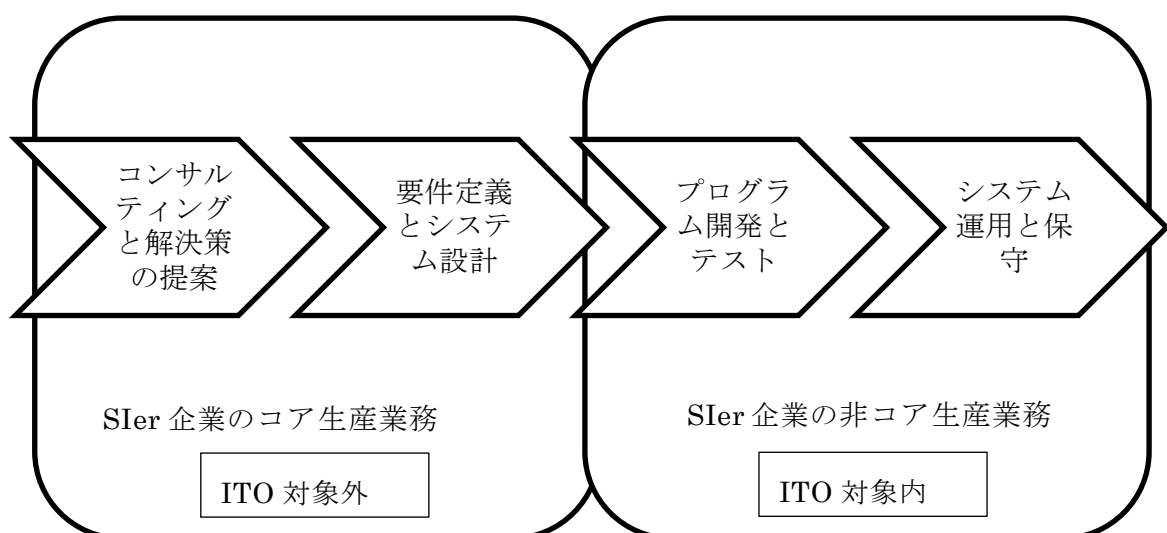 コンサル
ティング
と解決策
の提案
要件定義
とシステ
ム設計
プログラ
ム開発と
テスト
システム
運用と保
守
SIer 企業のコア生産業務
SIer 企業の非コア生産業務
ITO 対象外
ITO 対象内